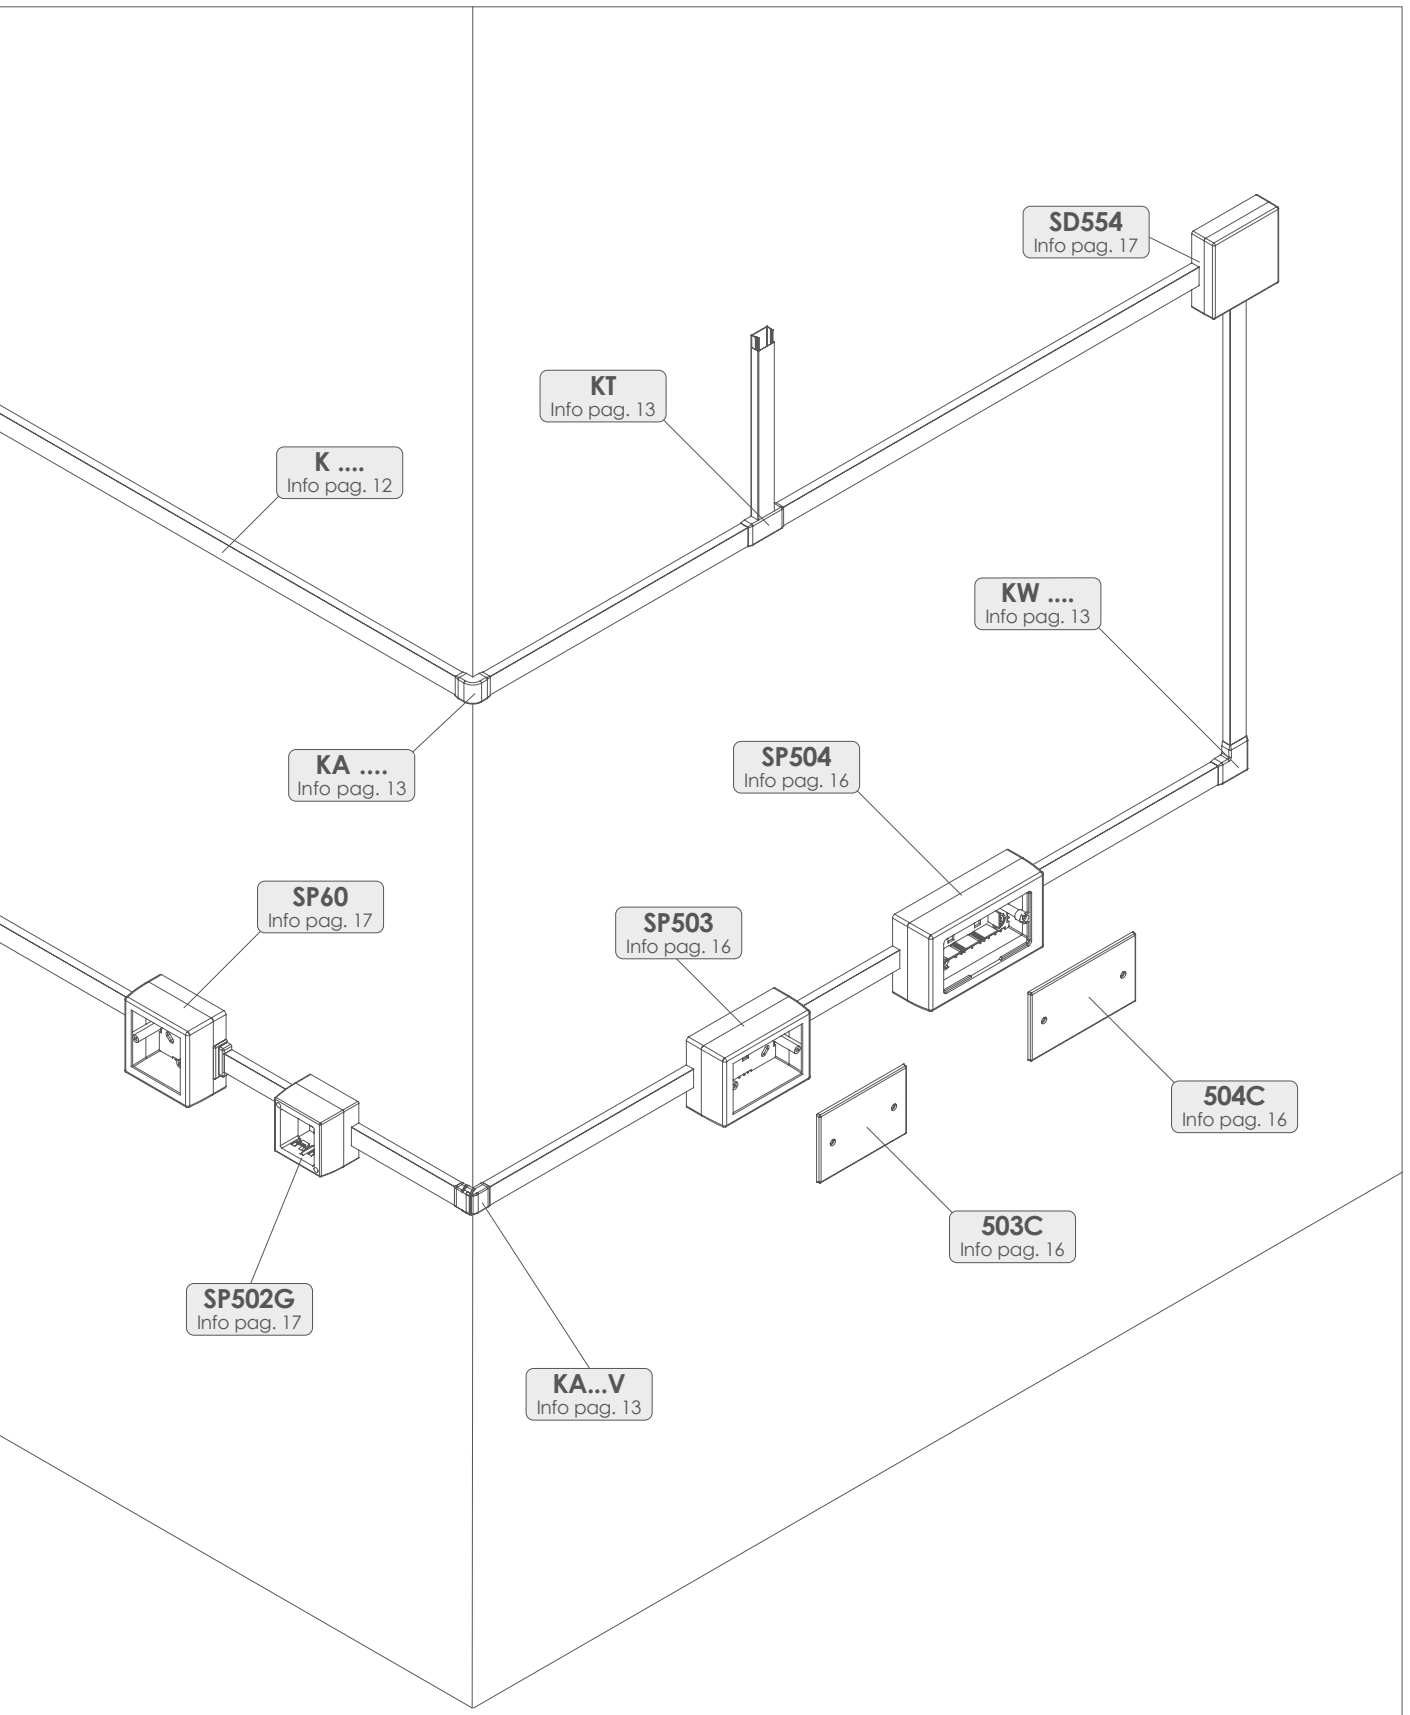 SD554
Info pag. 17
KT
Info pag. 13
K ....
Info pag. 12
KW ....
Info pag. 13
KA ....
Info pag. 13
SP504
Info pag. 16
SP60
Info pag. 17
SP503
Info pag. 16
504C
Info pag. 16
503C
Info pag. 16
SP502G
Info pag. 17
KA...V
Info pag. 13